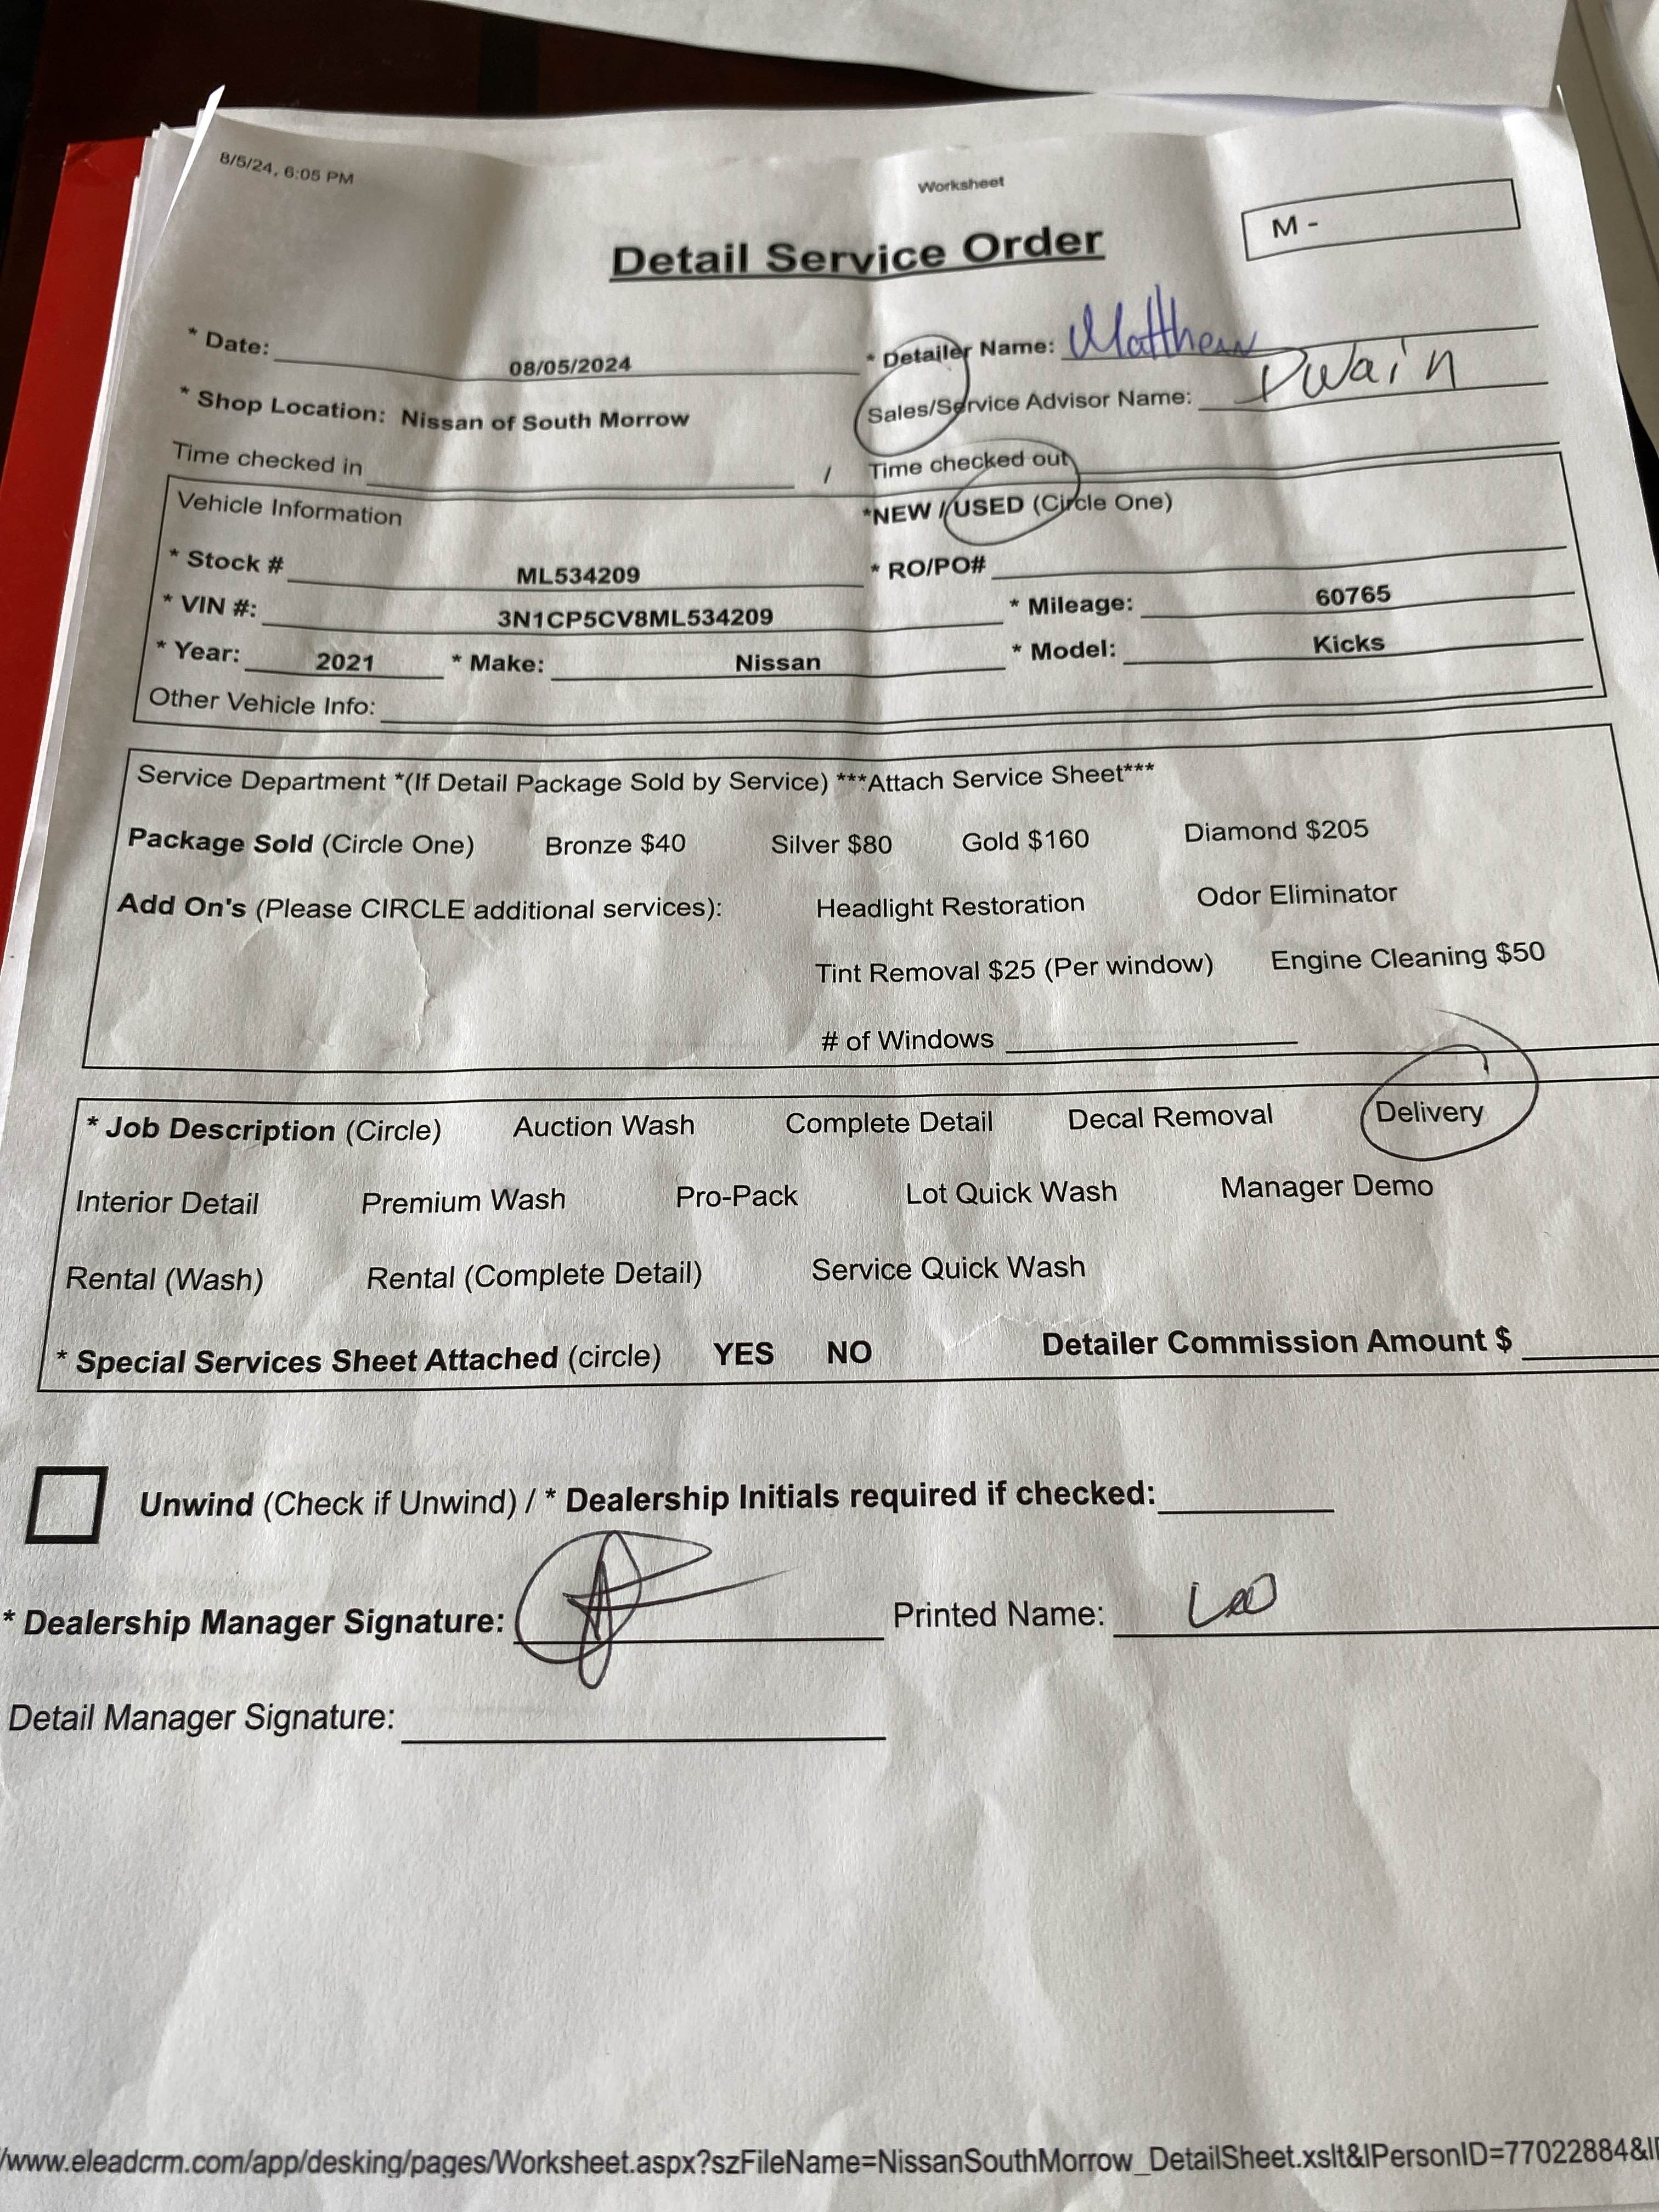 8/5/24, 6:05 PM
Worksheet
M -
Detail Service Order
* Date: 08/05/2024 * Detailer Name: Matthew
* Shop Location: Nissan of South Morrow Sales/Service Advisor Name: Dwain
Time checked in / Time checked out
Vehicle Information *NEW / USED (Circle One)
* Stock # ML534209 * RO/PO#
* VIN #: 3N1CP5CV8ML534209 * Mileage: 60765
* Year: 2021 * Make: Nissan * Model: Kicks
Other Vehicle Info:
Service Department *(If Detail Package Sold by Service) ***Attach Service Sheet***
Package Sold (Circle One) Bronze $40 Silver $80 Gold $160 Diamond $205
Add On's (Please CIRCLE additional services): Headlight Restoration Odor Eliminator
Tint Removal $25 (Per window) Engine Cleaning $50
# of Windows
* Job Description (Circle) Auction Wash Complete Detail Decal Removal Delivery
Interior Detail Premium Wash Pro-Pack Lot Quick Wash Manager Demo
Rental (Wash) Rental (Complete Detail) Service Quick Wash
* Special Services Sheet Attached (circle) YES NO Detailer Commission Amount $
Unwind (Check if Unwind) / * Dealership Initials required if checked:
* Dealership Manager Signature: Printed Name: Leo
Detail Manager Signature:
/www.eleadcrm.com/app/desking/pages/Worksheet.aspx?szFileName=NissanSouthMorrow_DetailSheet.xslt&lPersonID=77022884&l